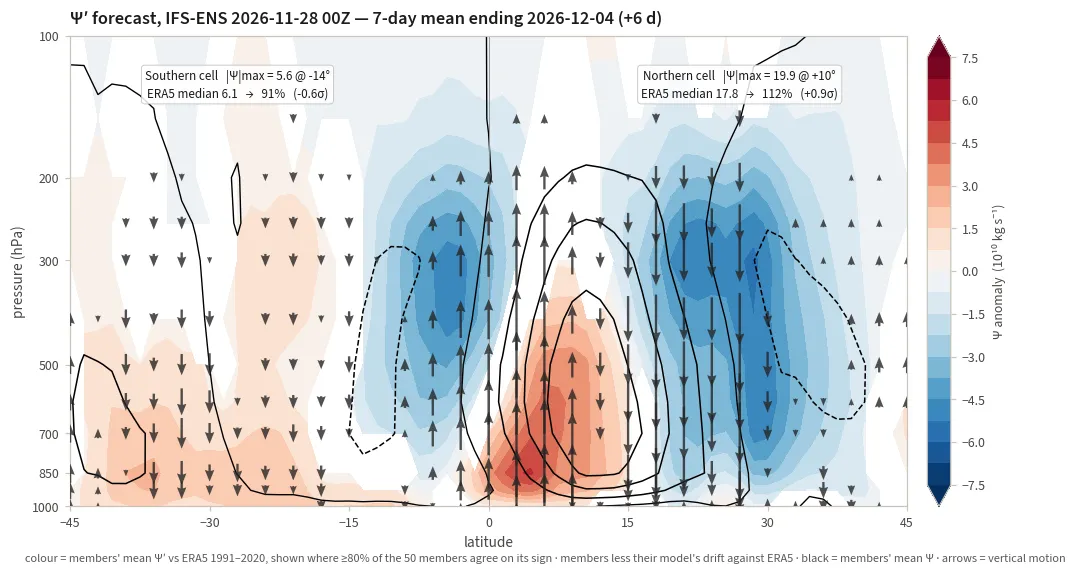 Ψ′ forecast, IFS-ENS 2026-11-28 00Z — 7-day mean ending 2026-12-04 (+6 d)
Southern cell |Ψ|max = 5.6 @ -14°
ERA5 median 6.1 → 91% (-0.6σ)
Northern cell |Ψ|max = 19.9 @ +10°
ERA5 median 17.8 → 112% (+0.9σ)
pressure (hPa)
100
200
300
400
500
700
850
1000
−45
−30
−15
0
15
30
45
latitude
7.5
6.0
4.5
3.0
1.5
0.0
−1.5
−3.0
−4.5
−6.0
−7.5
Ψ anomaly (10¹⁰ kg s⁻¹)
colour = members' mean Ψ′ vs ERA5 1991–2020, shown where ≥80% of the 50 members agree on its sign · members less their model's drift against ERA5 · black = members' mean Ψ · arrows = vertical motion